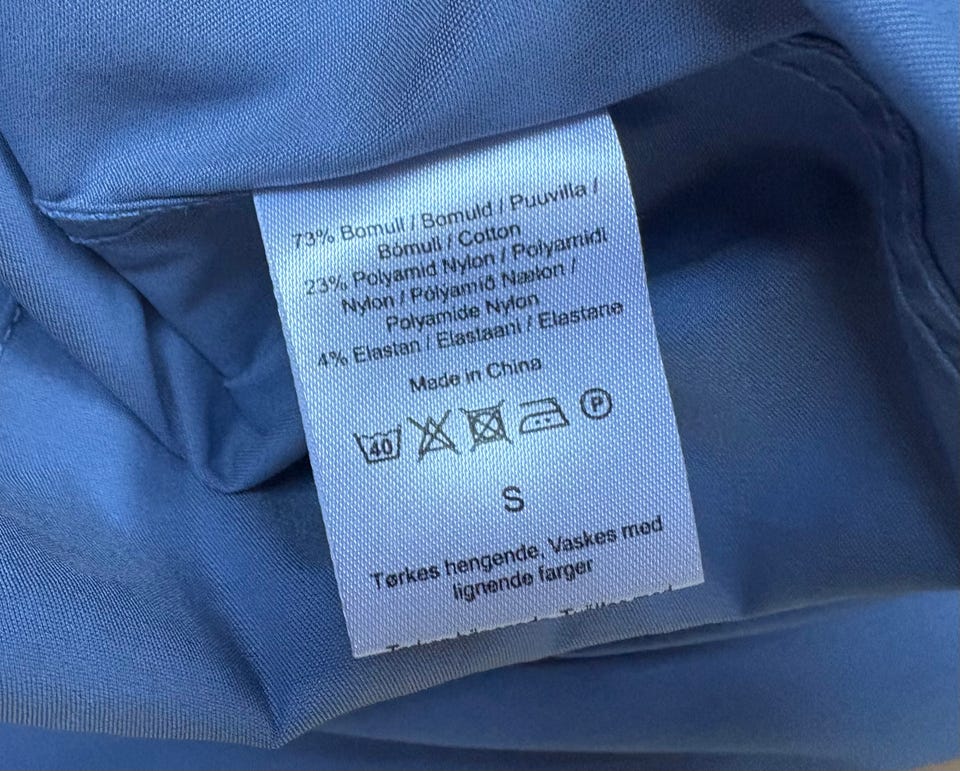 73% Bomull / Bomuld / Puuvilla /
Bómull / Cotton
23% Polyamid Nylon / Polyamidi
Nylon / Pólyamíð Nælon /
Polyamide Nylon
4% Elastan / Elastaani / Elastane
Made in China
40 P
S
Tørkes hengende, Vaskes med
lignende farger